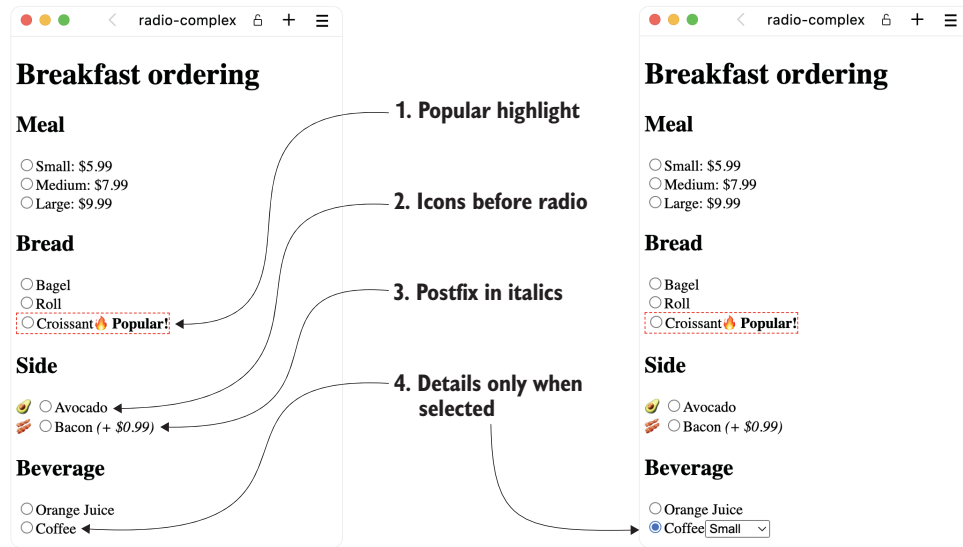 radio-complex
Breakfast ordering
Meal
Small: $5.99
Medium: $7.99
Large: $9.99
Bread
Bagel
Roll
Croissant🔥 Popular!
Side
🥑 Avocado
🥓 Bacon (+ $0.99)
Beverage
Orange Juice
Coffee
1. Popular highlight
2. Icons before radio
3. Postfix in italics
4. Details only when
selected
radio-complex
Breakfast ordering
Meal
Small: $5.99
Medium: $7.99
Large: $9.99
Bread
Bagel
Roll
Croissant🔥 Popular!
Side
🥑 Avocado
🥓 Bacon (+ $0.99)
Beverage
Orange Juice
Coffee Small